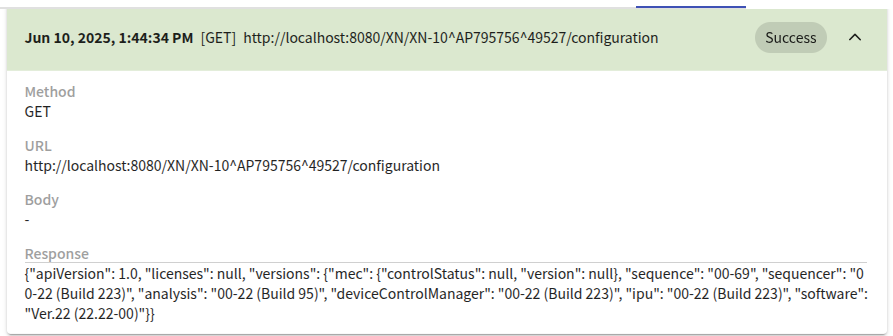 Jun 10, 2025, 1:44:34 PM [GET] http://localhost:8080/XN/XN-10^AP795756^49527/configuration Success
Method
GET
URL
http://localhost:8080/XN/XN-10^AP795756^49527/configuration
Body
-
Response
{"apiVersion": 1.0, "licenses": null, "versions": {"mec": {"controlStatus": null, "version": null}, "sequence": "00-69", "sequencer": "0
0-22 (Build 223)", "analysis": "00-22 (Build 95)", "deviceControlManager": "00-22 (Build 223)", "ipu": "00-22 (Build 223)", "software":
"Ver.22 (22.22-00)"}}